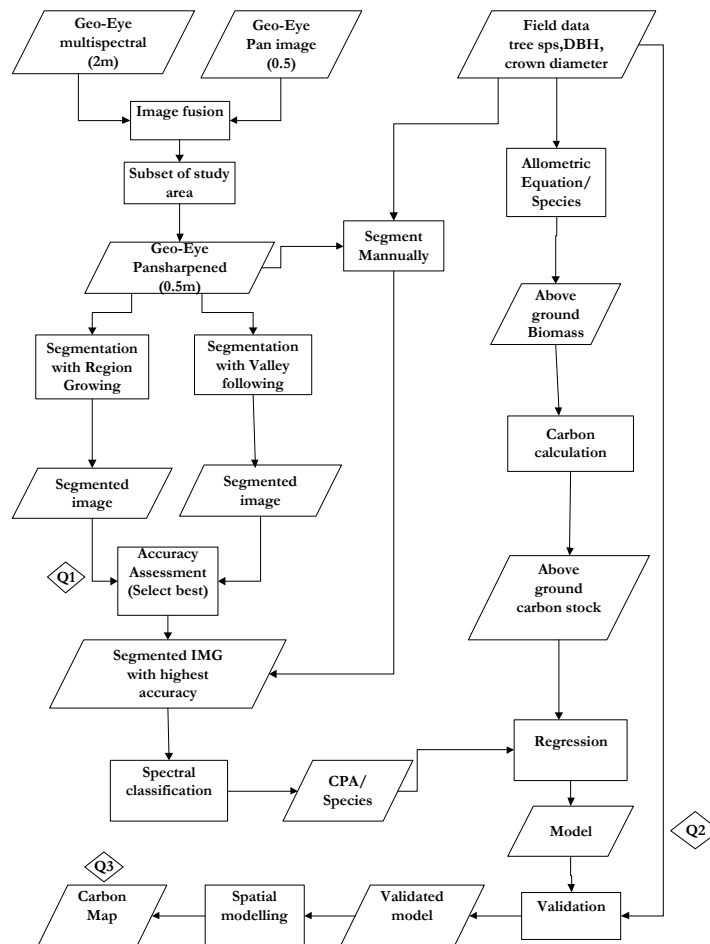 Geo-Eye
multispectral
(2m)
Geo-Eye
Pan image
(0.5)
Field data
tree sps,DBH,
crown diameter
Image fusion
Subset of study
area
Allometric
Equation/
Species
Geo-Eye
Pansharpened
(0.5m)
Segment
Mannually
Above
ground
Biomass
Segmentation
with Region
Growing
Segmentation
with Valley
following
Carbon
calculation
Segmented
image
Segmented
image
Q1
Accuracy
Assessment
(Select best)
Above
ground
carbon stock
Segmented IMG
with highest
accuracy
Regression
Spectral
classification
CPA/
Species
Model
Q2
Q3
Carbon
Map
Spatial
modelling
Validated
model
Validation